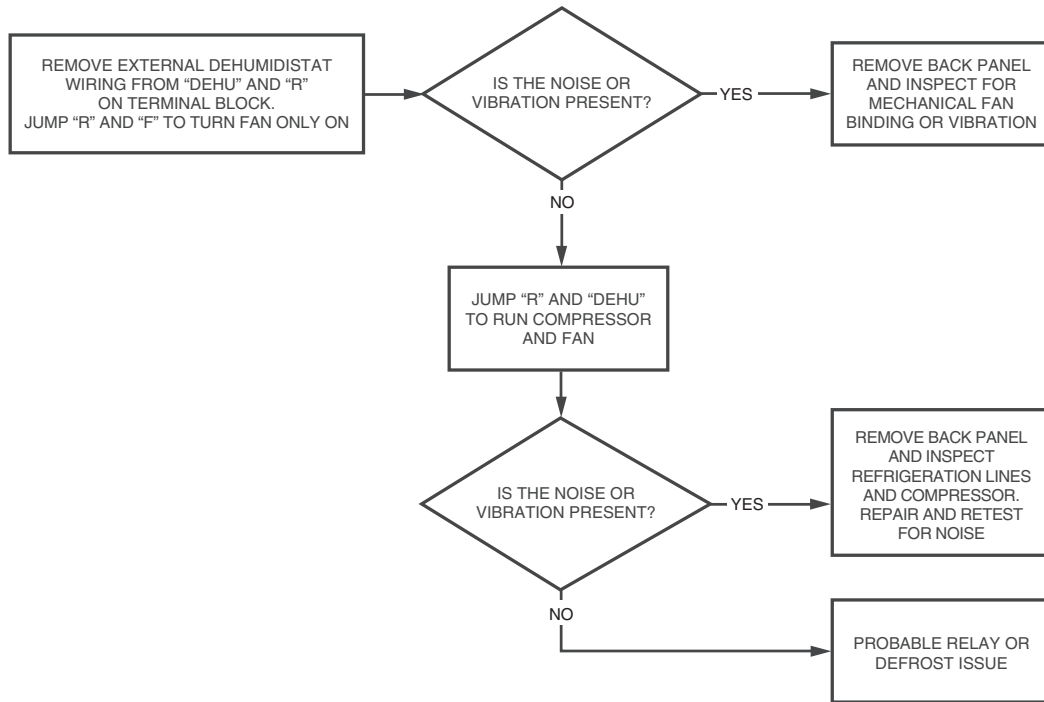 REMOVE EXTERNAL DEHUMIDISTAT
WIRING FROM “DEHU” AND “R”
ON TERMINAL BLOCK.
JUMP “R” AND “F” TO TURN FAN ONLY ON
IS THE NOISE OR
VIBRATION PRESENT?
YES
REMOVE BACK PANEL
AND INSPECT FOR
MECHANICAL FAN
BINDING OR VIBRATION
NO
JUMP “R” AND “DEHU”
TO RUN COMPRESSOR
AND FAN
IS THE NOISE OR
VIBRATION PRESENT?
YES
REMOVE BACK PANEL
AND INSPECT
REFRIGERATION LINES
AND COMPRESSOR.
REPAIR AND RETEST
FOR NOISE
NO
PROBABLE RELAY OR
DEFROST ISSUE